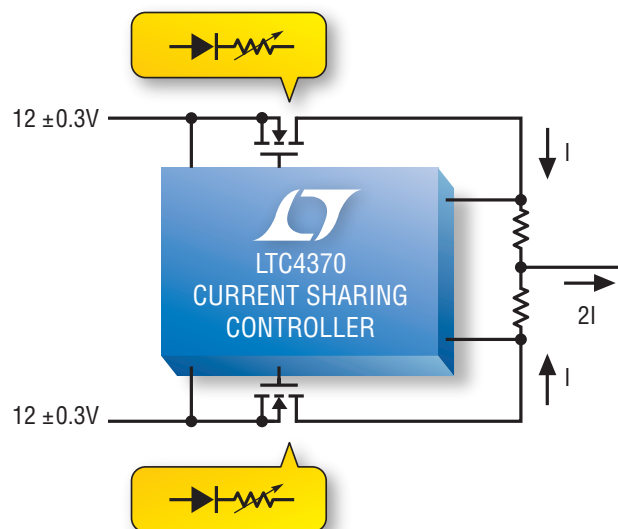 12 ±0.3V
I
LTC4370
CURRENT SHARING
CONTROLLER
2I
I
12 ±0.3V